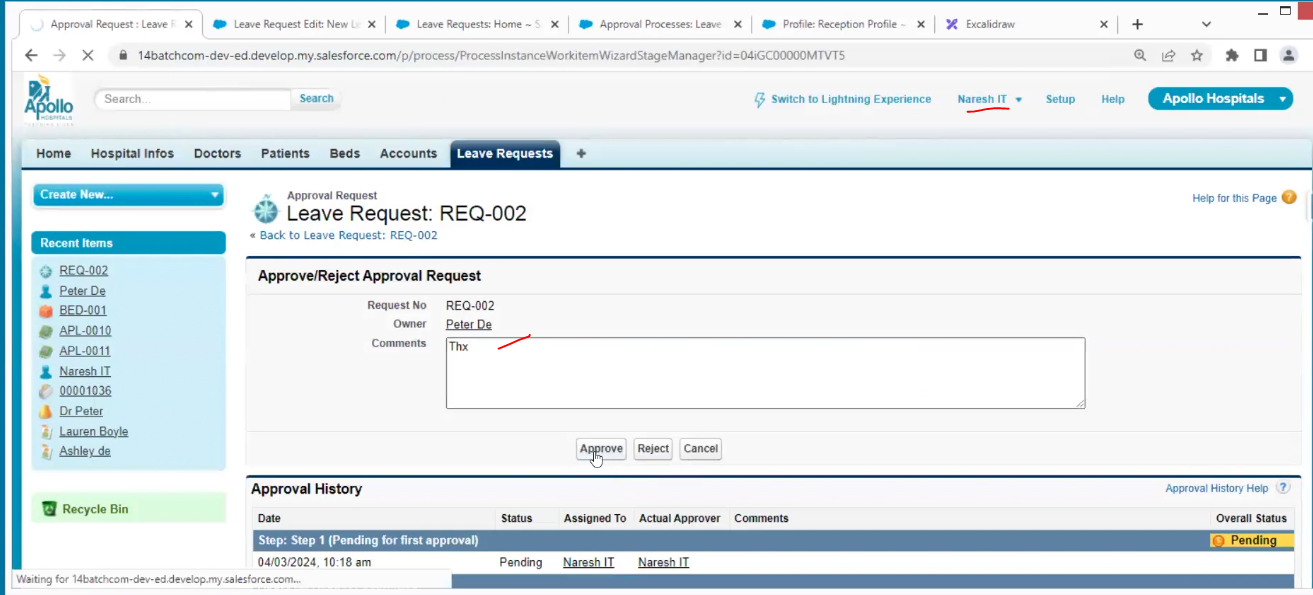 Approval Request : Leave R
Leave Request Edit: New Le
Leave Requests: Home ~ S
Approval Processes: Leave
Profile: Reception Profile ~
Excalidraw
14batchcom-dev-ed.develop.my.salesforce.com/p/process/ProcessInstanceWorkitemWizardStageManager?id=04iGC00000MTVT5
Apollo
HOSPITALS
Search...
Search
Switch to Lightning Experience
Naresh IT
Setup
Help
Apollo Hospitals
Home Hospital Infos Doctors Patients Beds Accounts Leave Requests +
Create New...
Recent Items
REQ-002
Peter De
BED-001
APL-0010
APL-0011
Naresh IT
00001036
Dr Peter
Lauren Boyle
Ashley de
Recycle Bin
Approval Request
Leave Request: REQ-002
« Back to Leave Request: REQ-002
Help for this Page
Approve/Reject Approval Request
Request No REQ-002
Owner Peter De
Comments Thx
Approve Reject Cancel
Approval History
Approval History Help ?
Date Status Assigned To Actual Approver Comments Overall Status
Step: Step 1 (Pending for first approval) Pending
04/03/2024, 10:18 am Pending Naresh IT Naresh IT
Waiting for 14batchcom-dev-ed.develop.my.salesforce.com...